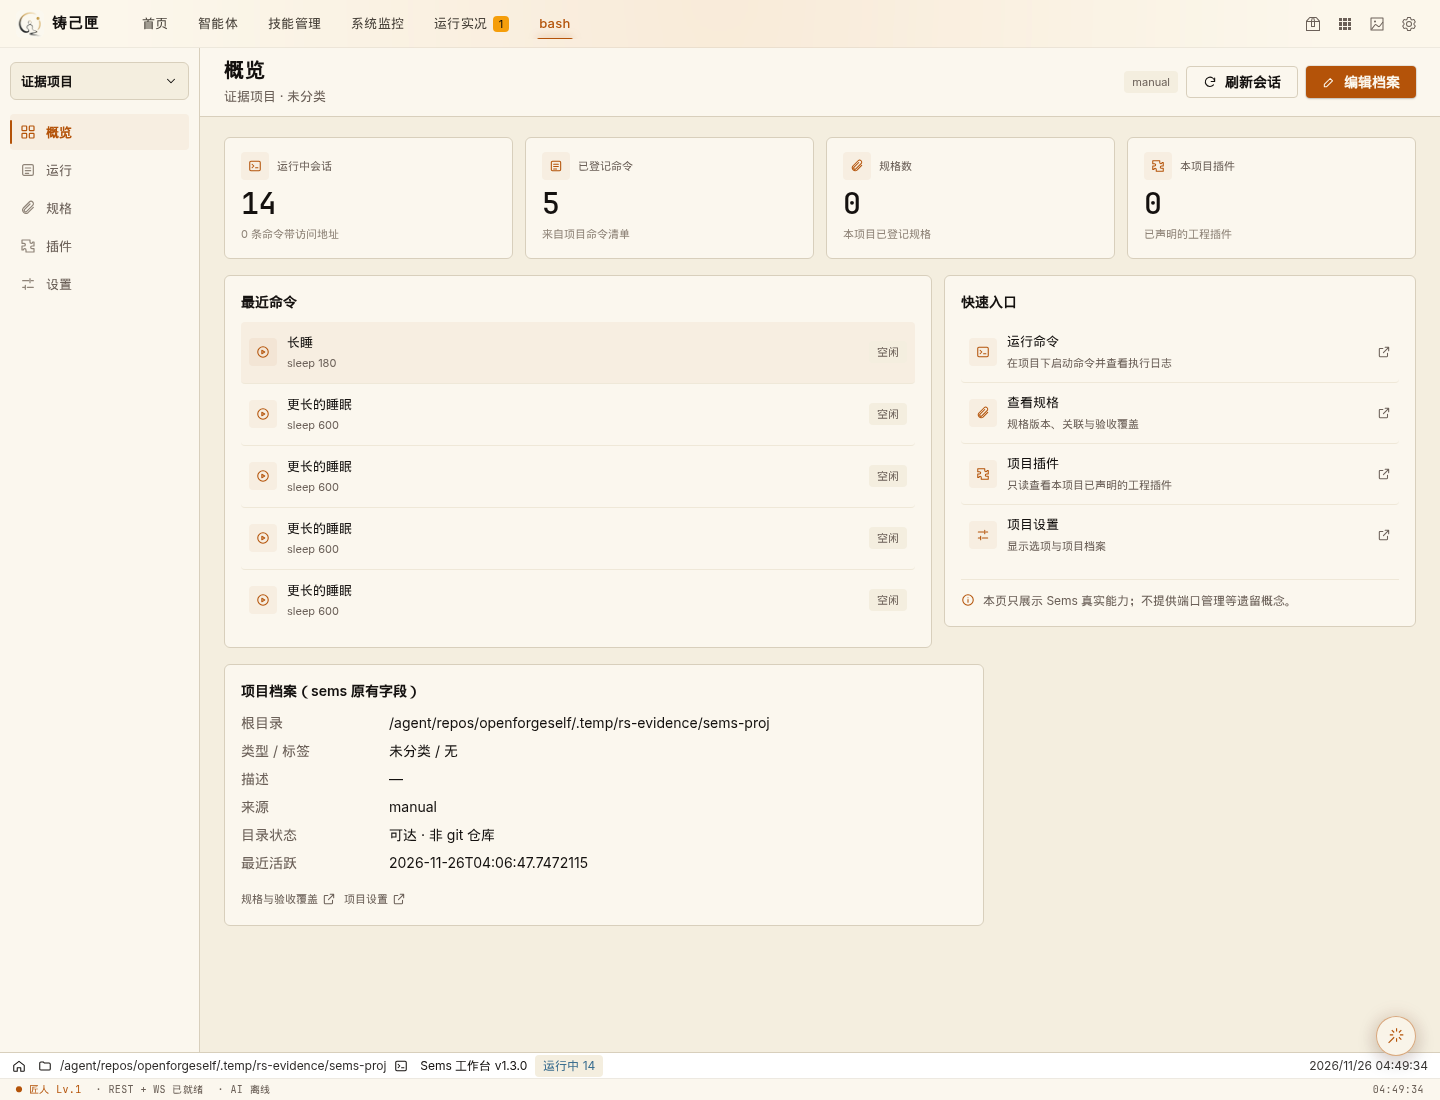 铸己匣 首页 智能体 技能管理 系统监控 运行实况 1 bash
证据项目
概览
运行
规格
插件
设置
概览
证据项目 · 未分类
manual 刷新会话 编辑档案
运行中会话
14
0 条命令带访问地址
已登记命令
5
来自项目命令清单
规格数
0
本项目已登记规格
本项目插件
0
已声明的工程插件
最近命令
长睡
sleep 180
空闲
更长的睡眠
sleep 600
空闲
更长的睡眠
sleep 600
空闲
更长的睡眠
sleep 600
空闲
更长的睡眠
sleep 600
空闲
快速入口
运行命令
在项目下启动命令并查看执行日志
查看规格
规格版本、关联与验收覆盖
项目插件
只读查看本项目已声明的工程插件
项目设置
显示选项与项目档案
本页只展示 Sems 真实能力；不提供端口管理等遗留概念。
项目档案（sems 原有字段）
根目录 /agent/repos/openforgeself/.temp/rs-evidence/sems-proj
类型 / 标签 未分类 / 无
描述 —
来源 manual
目录状态 可达 · 非 git 仓库
最近活跃 2026-11-26T04:06:47.7472115
规格与验收覆盖 项目设置
/agent/repos/openforgeself/.temp/rs-evidence/sems-proj Sems 工作台 v1.3.0 运行中 14 2026/11/26 04:49:34
匠人 Lv.1 · REST + WS 已就绪 · AI 离线 04:49:34